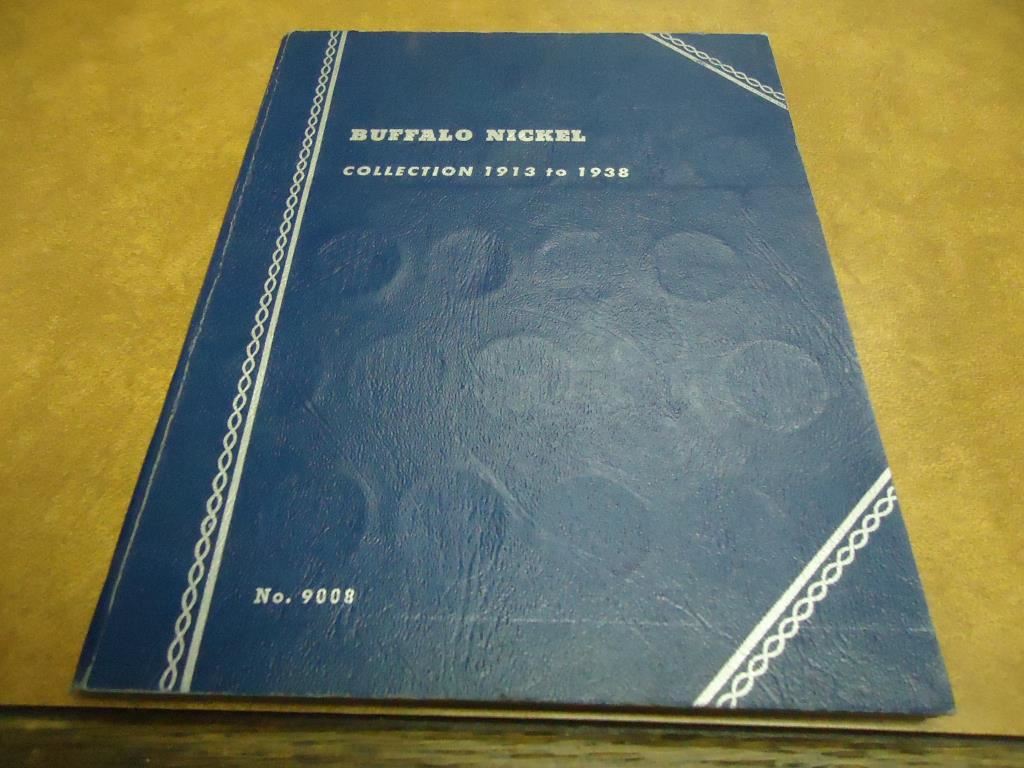 BUFFALO NICKEL
COLLECTION 1913 to 1938
No. 9008